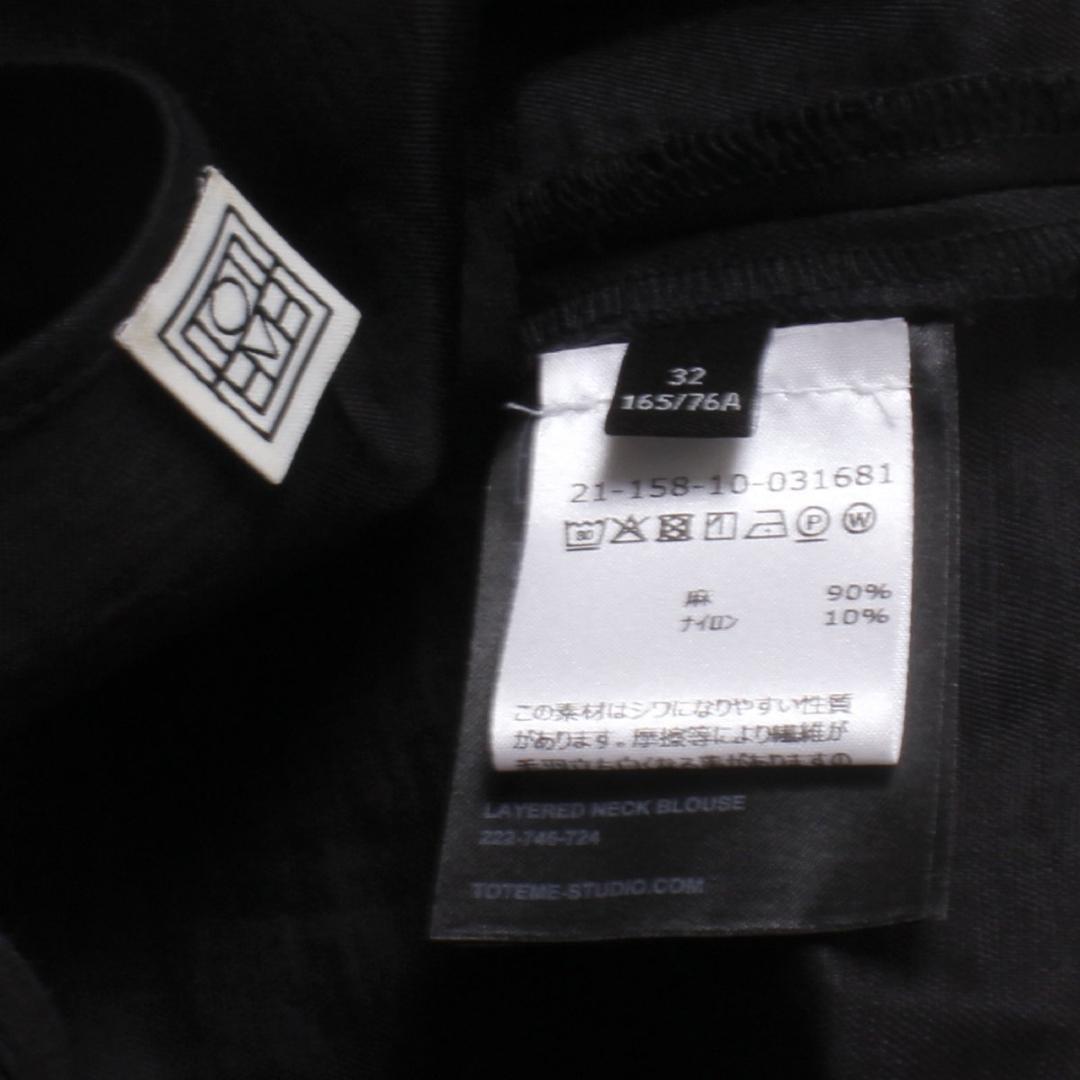 TOTEME
32
165/76A
21-158-10-031681
P W
麻 90%
ナイロン 10%
この素材はシワになりやすい性質
があります。摩擦等により繊維が
LAYERED NECK BLOUSE
222-746-724
TOTEME-STUDIO.COM